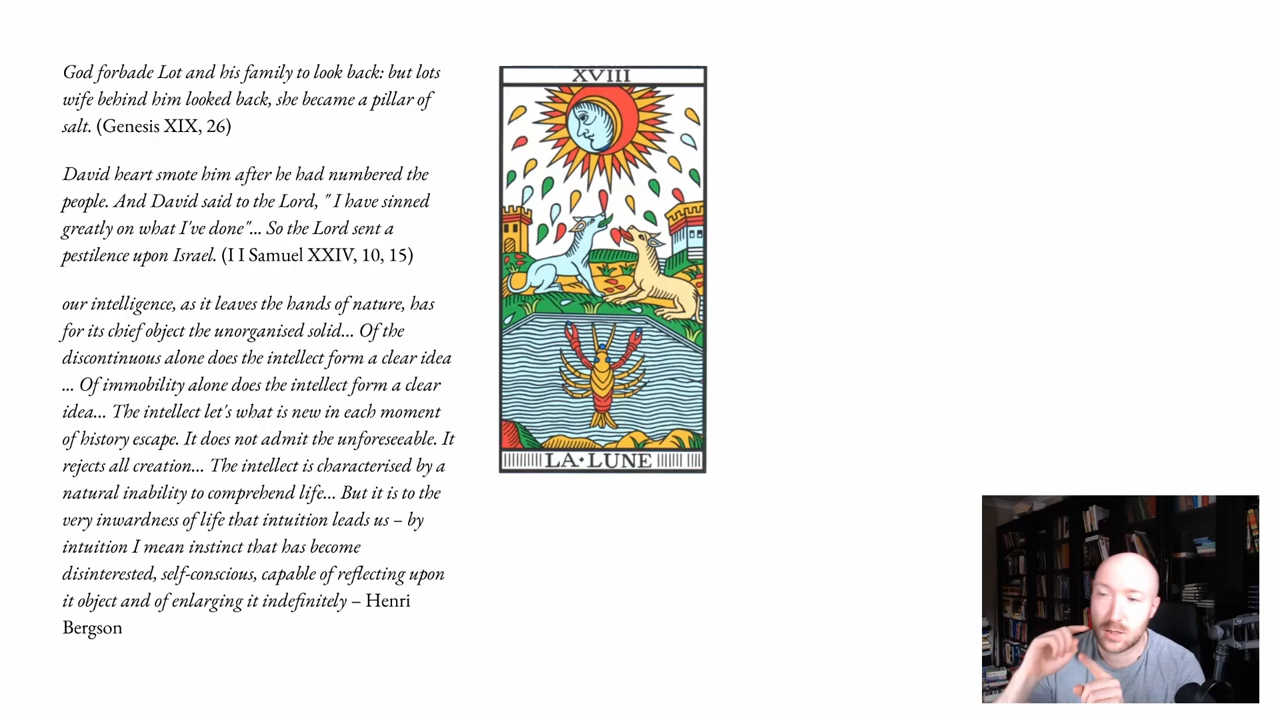 God forbade Lot and his family to look back: but lots
wife behind him looked back, she became a pillar of
salt. (Genesis XIX, 26)
David heart smote him after he had numbered the
people. And David said to the Lord, " I have sinned
greatly on what I've done"... So the Lord sent a
pestilence upon Israel. (I I Samuel XXIV, 10, 15)
our intelligence, as it leaves the hands of nature, has
for its chief object the unorganised solid... Of the
discontinuous alone does the intellect form a clear idea
... Of immobility alone does the intellect form a clear
idea... The intellect let's what is new in each moment
of history escape. It does not admit the unforeseeable. It
rejects all creation... The intellect is characterised by a
natural inability to comprehend life... But it is to the
very inwardness of life that intuition leads us – by
intuition I mean instinct that has become
disinterested, self-conscious, capable of reflecting upon
it object and of enlarging it indefinitely – Henri
Bergson
XVIII
LA·LUNE